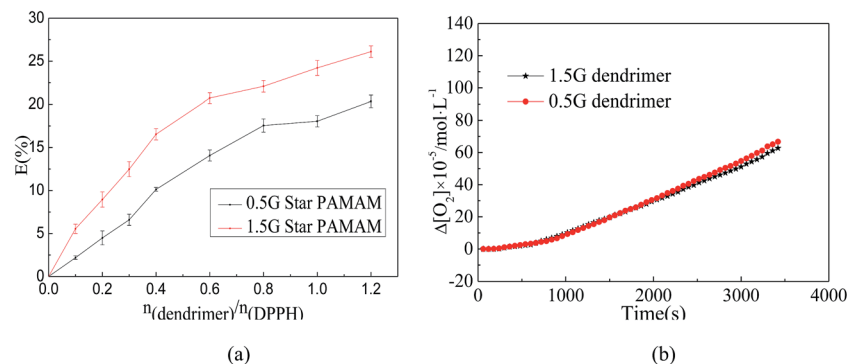 30
25
20
15
10
5
0
E(%)
0.5G Star PAMAM
1.5G Star PAMAM
0.0 0.2 0.4 0.6 0.8 1.0 1.2
n(dendrimer)/n(DPPH)
(a)
140
120
100
80
60
40
20
0
-20
Δ[O₂]×10⁻⁵/mol·L⁻¹
1.5G dendrimer
0.5G dendrimer
0 1000 2000 3000 4000
Time(s)
(b)